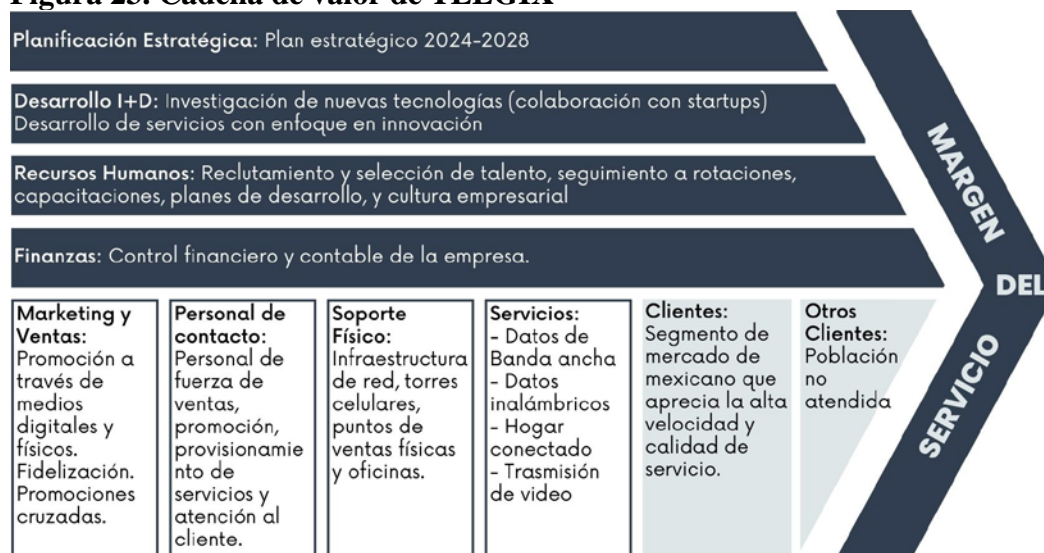 Figura 23. Cadena de valor de TELGIX
Planificación Estratégica: Plan estratégico 2024-2028
Desarrollo I+D: Investigación de nuevas tecnologías (colaboración con startups)
Desarrollo de servicios con enfoque en innovación
Recursos Humanos: Reclutamiento y selección de talento, seguimiento a rotaciones,
capacitaciones, planes de desarrollo, y cultura empresarial
Finanzas: Control financiero y contable de la empresa.
Marketing y
Ventas:
Promoción a
través de
medios
digitales y
físicos.
Fidelización.
Promociones
cruzadas.
Personal de
contacto:
Personal de
fuerza de
ventas,
promoción,
provisionamie
nto de
servicios y
atención al
cliente.
Soporte
Físico:
Infraestructura
de red, torres
celulares,
puntos de
ventas físicas
y oficinas.
Servicios:
- Datos de
Banda ancha
- Datos
inalámbricos
- Hogar
conectado
- Trasmisión
de video
Clientes:
Segmento de
mercado de
mexicano que
aprecia la alta
velocidad y
calidad de
servicio.
Otros
Clientes:
Población
no
atendida
MARGEN
DEL
SERVICIO